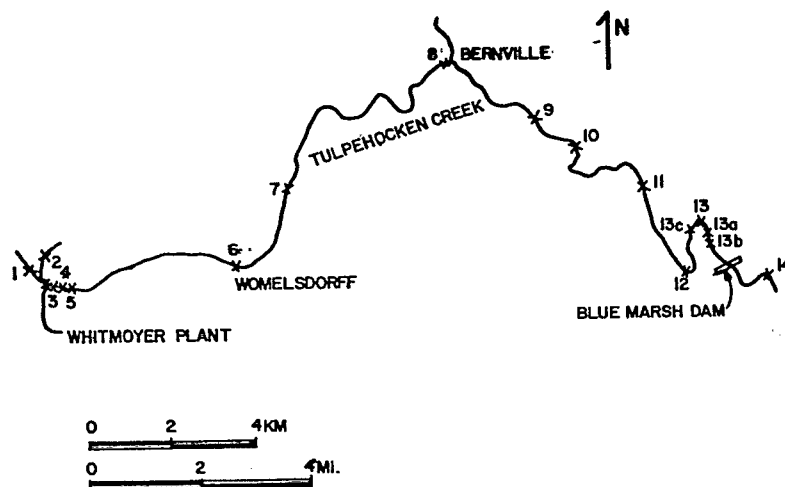 N
8
BERNVILLE
9
TULPEHOCKEN CREEK
10
7
11
13
13c
13a
13b
1
2
6
4
3
5
12
14
WOMELSDORFF
BLUE MARSH DAM
WHITMOYER PLANT
0 2 4KM
0 2 4MI.